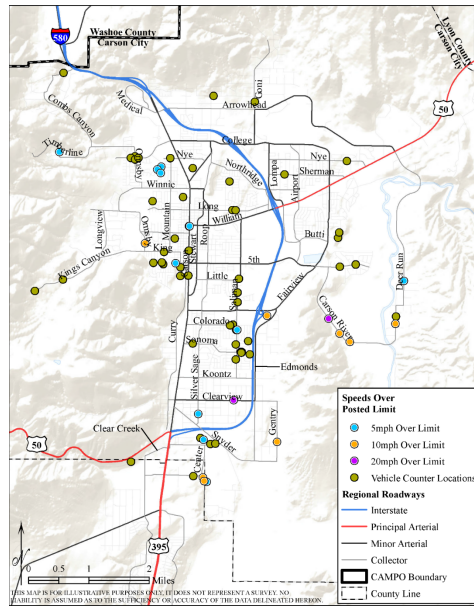 Washoe County
Carson City
580
Lyon County
Carson City
50
Combs Canyon
Medical
Goni
Arrowhead
College
Timberline
Ormsby
Nye
Northridge
Lompa
Airport
Nye
Sherman
Winnic
Longview
Ormsby
Mountain
Long
William
Roop
Stewart
Carson
Butti
King
Kings Canyon
5th
Little
Saliman
Fairview
Deer Run
Carson River
Curry
Colorado
Sonoma
Silver Sage
Koontz
Edmonds
Clearview
Gentry
Clear Creek
Snyder
Center
50
395
Speeds Over
Posted Limit
5mph Over Limit
10mph Over Limit
20mph Over Limit
Vehicle Counter Locations
Regional Roadways
Interstate
Principal Arterial
Minor Arterial
Collector
CAMPO Boundary
County Line
N
0 0.5 1 2
Miles
THIS MAP IS FOR ILLUSTRATIVE PURPOSES ONLY, IT DOES NOT REPRESENT A SURVEY. NO
LIABILITY IS ASSUMED AS TO THE SUFFICIENCY OR ACCURACY OF THE DATA DELINEATED HEREON.